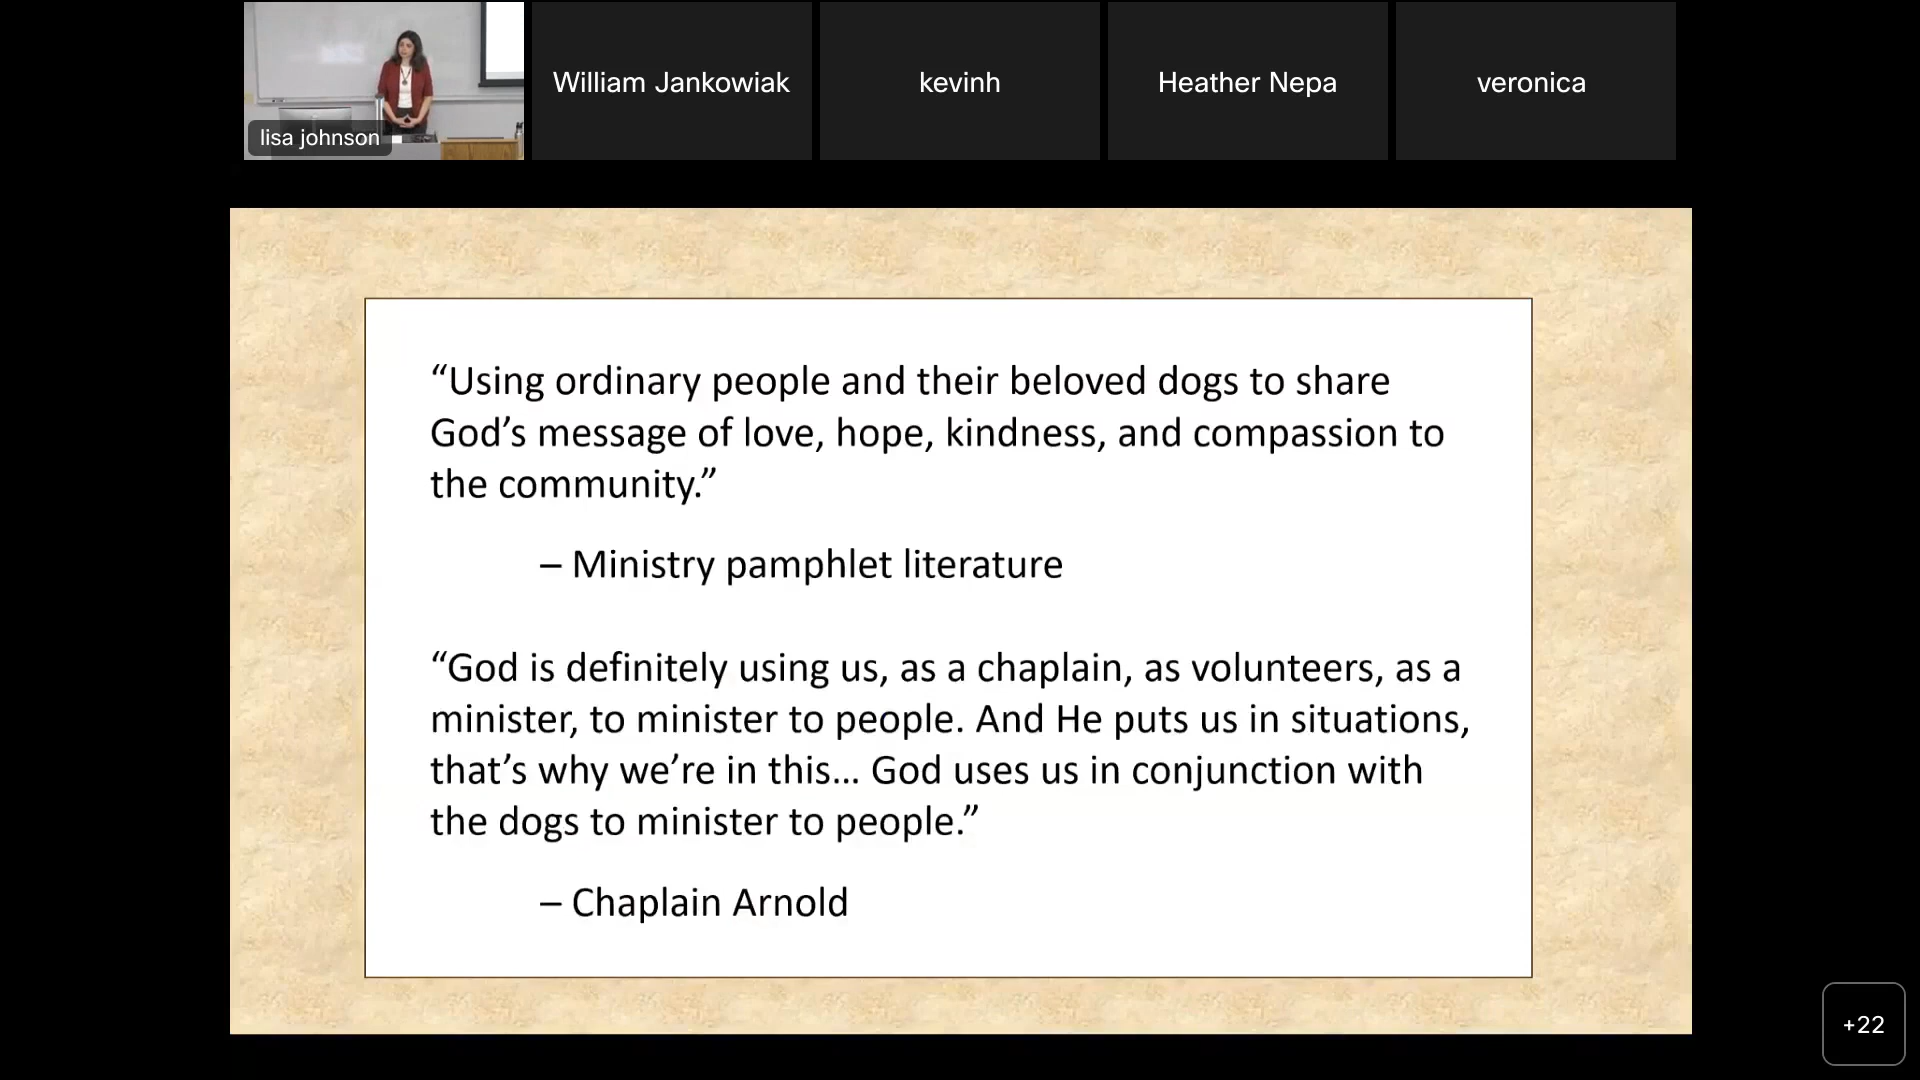 lisa johnson
William Jankowiak
kevinh
Heather Nepa
veronica
“Using ordinary people and their beloved dogs to share
God’s message of love, hope, kindness, and compassion to
the community.”
– Ministry pamphlet literature
“God is definitely using us, as a chaplain, as volunteers, as a
minister, to minister to people. And He puts us in situations,
that’s why we’re in this... God uses us in conjunction with
the dogs to minister to people.”
– Chaplain Arnold
+22